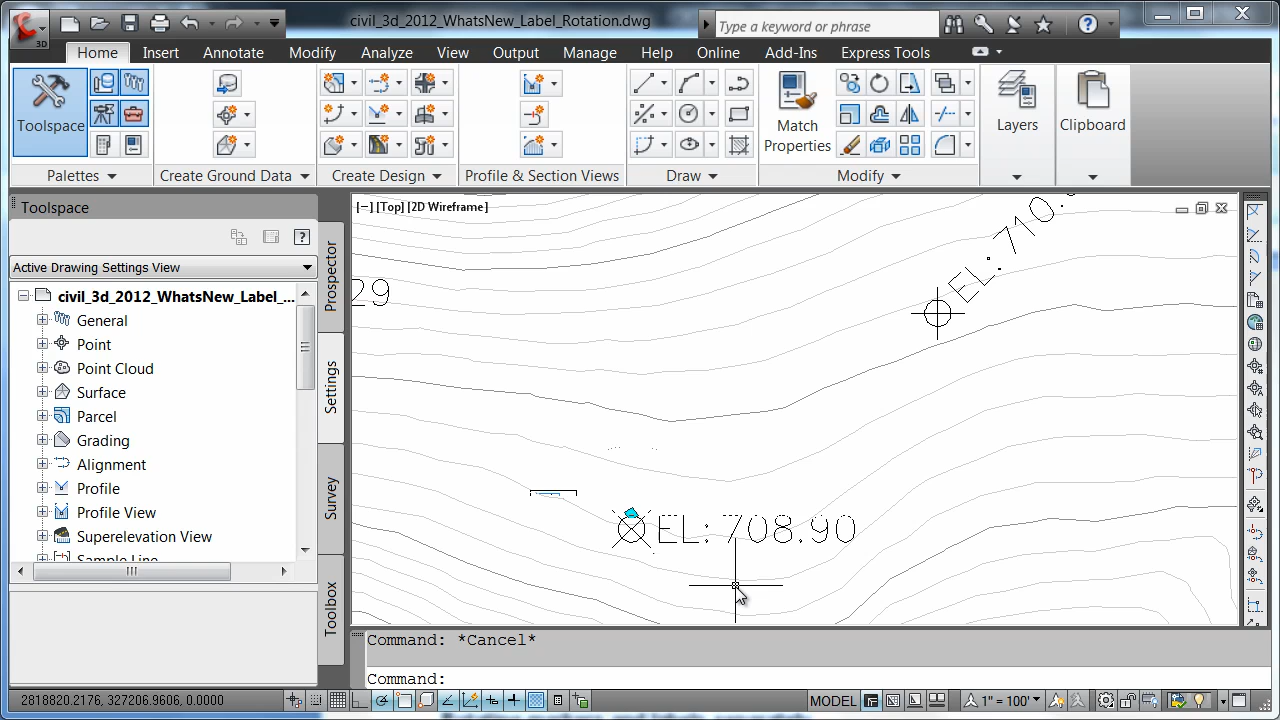 civil_3d_2012_WhatsNew_Label_Rotation.dwg
Type a keyword or phrase
3D
Home Insert Annotate Modify Analyze View Output Manage Help Online Add-Ins Express Tools
Toolspace
Match
Properties
Layers
Clipboard
Palettes
Create Ground Data
Create Design
Profile & Section Views
Draw
Modify
Toolspace
Active Drawing Settings View
civil_3d_2012_WhatsNew_Label_...
General
Point
Point Cloud
Surface
Parcel
Grading
Alignment
Profile
Profile View
Superelevation View
Sample Line
Prospector
Settings
Survey
Toolbox
[−] [Top] [2D Wireframe]
29
EL: 710.
EL: 708.90
Command: *Cancel*
Command:
2818820.2176, 327206.9606, 0.0000
MODEL
1" = 100'